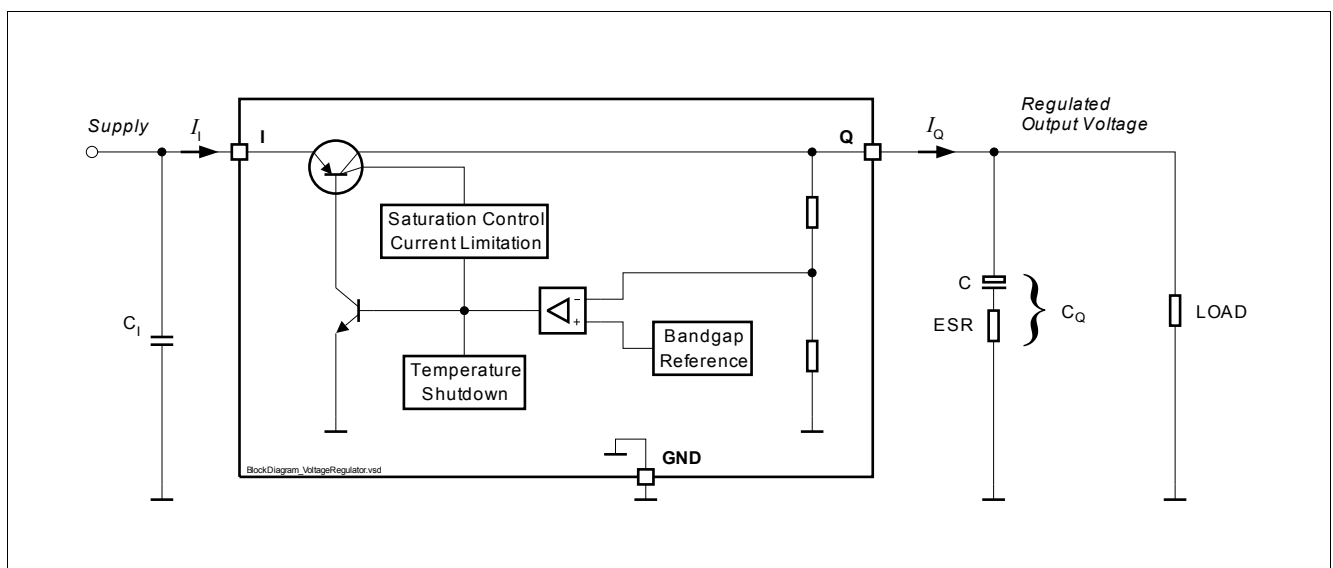 Supply
I_I
I
Q
I_Q
Regulated
Output Voltage
Saturation Control
Current Limitation
C_I
-
+
Bandgap
Reference
Temperature
Shutdown
C
ESR
}
C_Q
LOAD
GND
BlockDiagram_VoltageRegulator.vsd